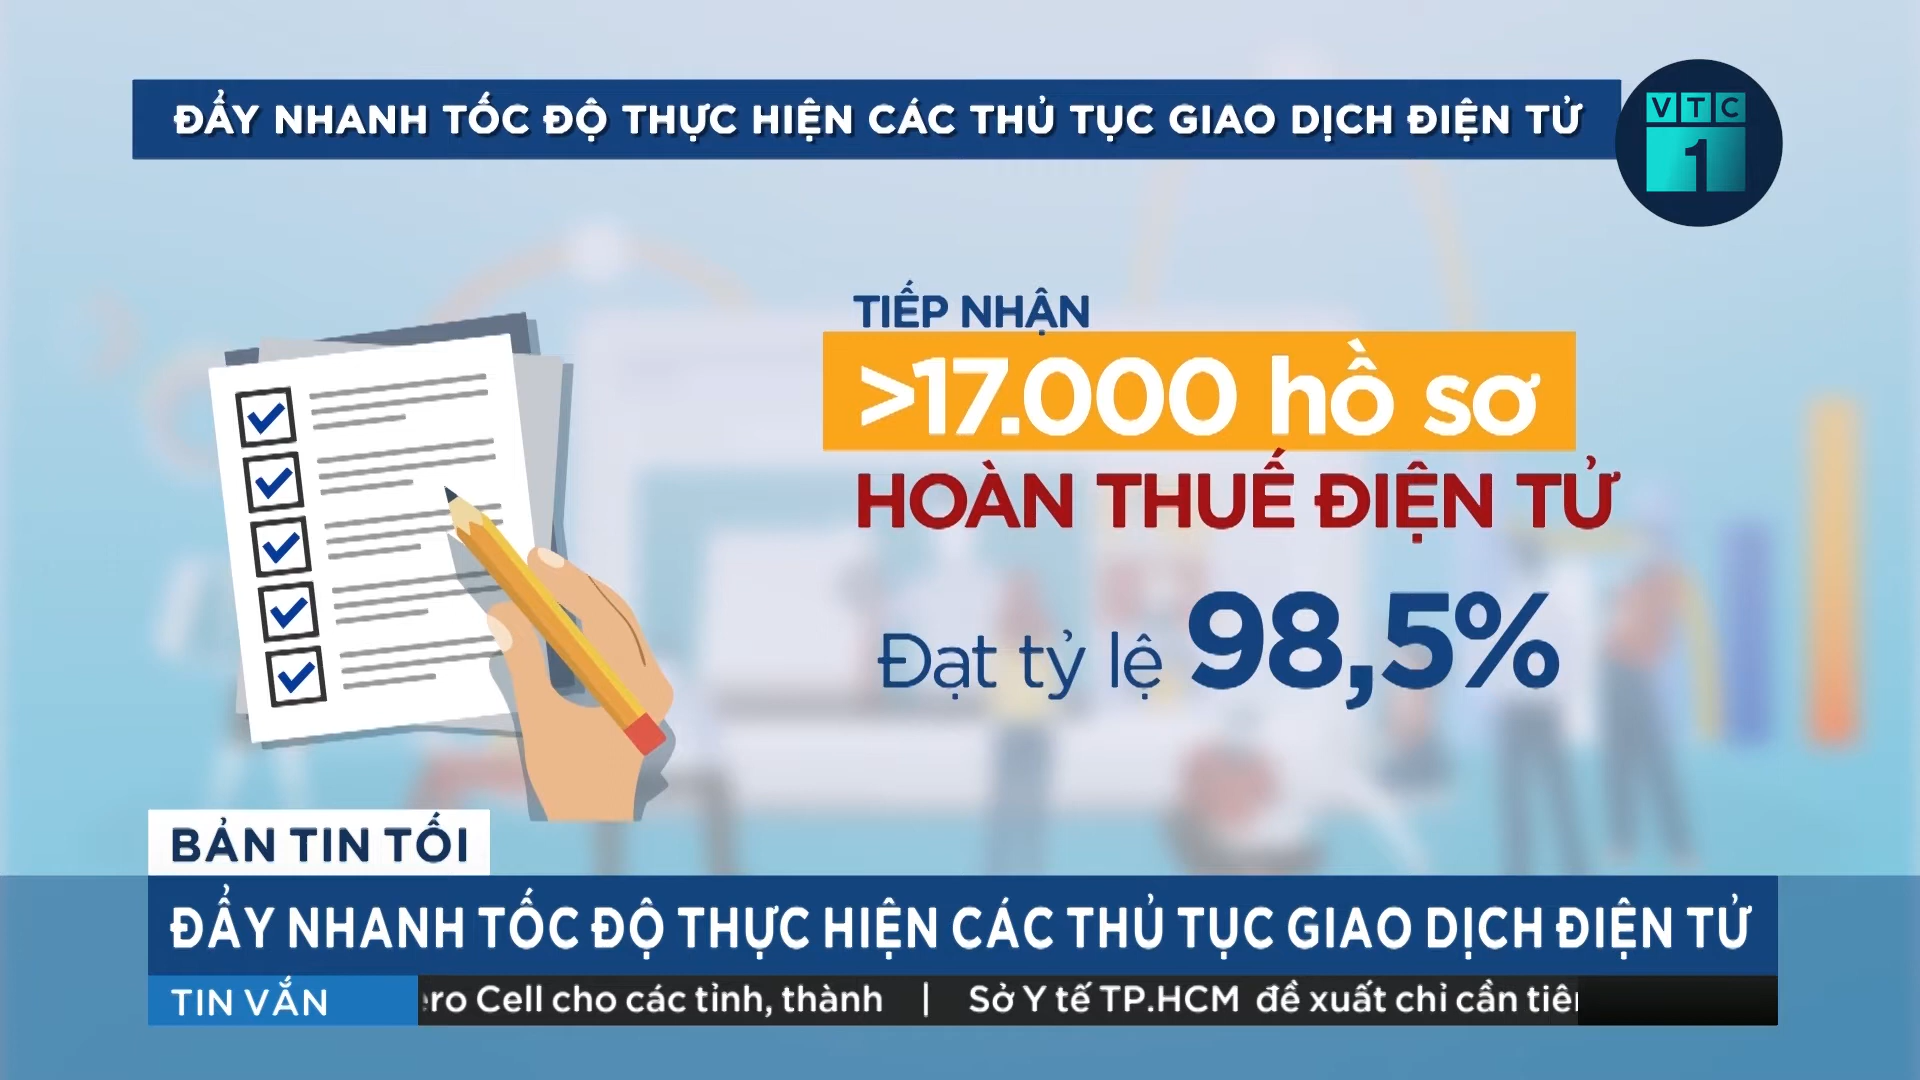 ĐẨY NHANH TỐC ĐỘ THỰC HIỆN CÁC THỦ TỤC GIAO DỊCH ĐIỆN TỬ
VTC
1
TIẾP NHẬN
>17.000 hồ sơ
HOÀN THUẾ ĐIỆN TỬ
Đạt tỷ lệ 98,5%
BẢN TIN TỐI
ĐẨY NHANH TỐC ĐỘ THỰC HIỆN CÁC THỦ TỤC GIAO DỊCH ĐIỆN TỬ
TIN VẮN
Cell cho các tỉnh, thành | Sở Y tế TP.HCM đề xuất chỉ cần